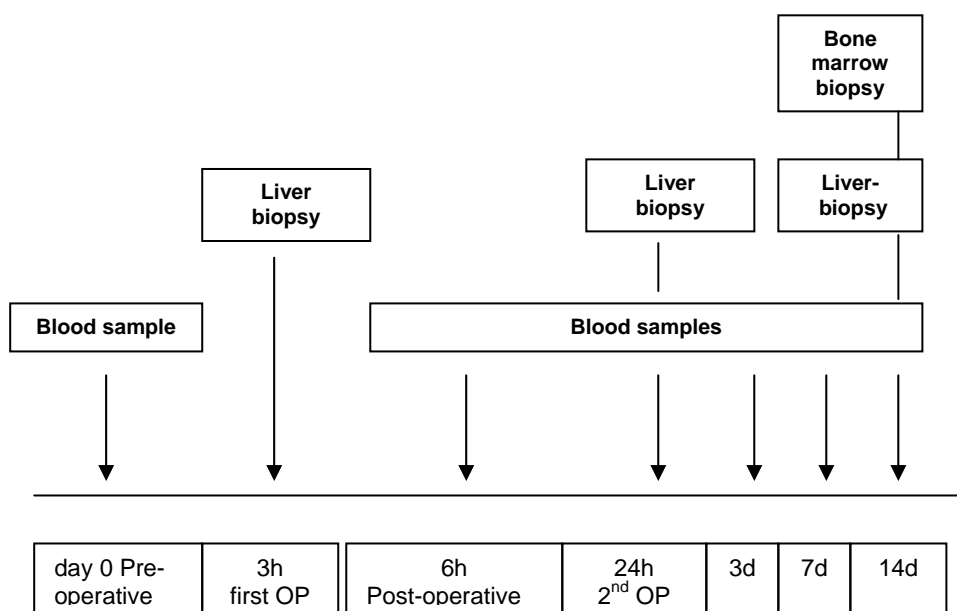 Bone
marrow
biopsy
Liver
biopsy
Liver
biopsy
Liver-
biopsy
Blood sample
Blood samples
day 0 Pre-
operative
3h
first OP
6h
Post-operative
24h
2nd OP
3d
7d
14d